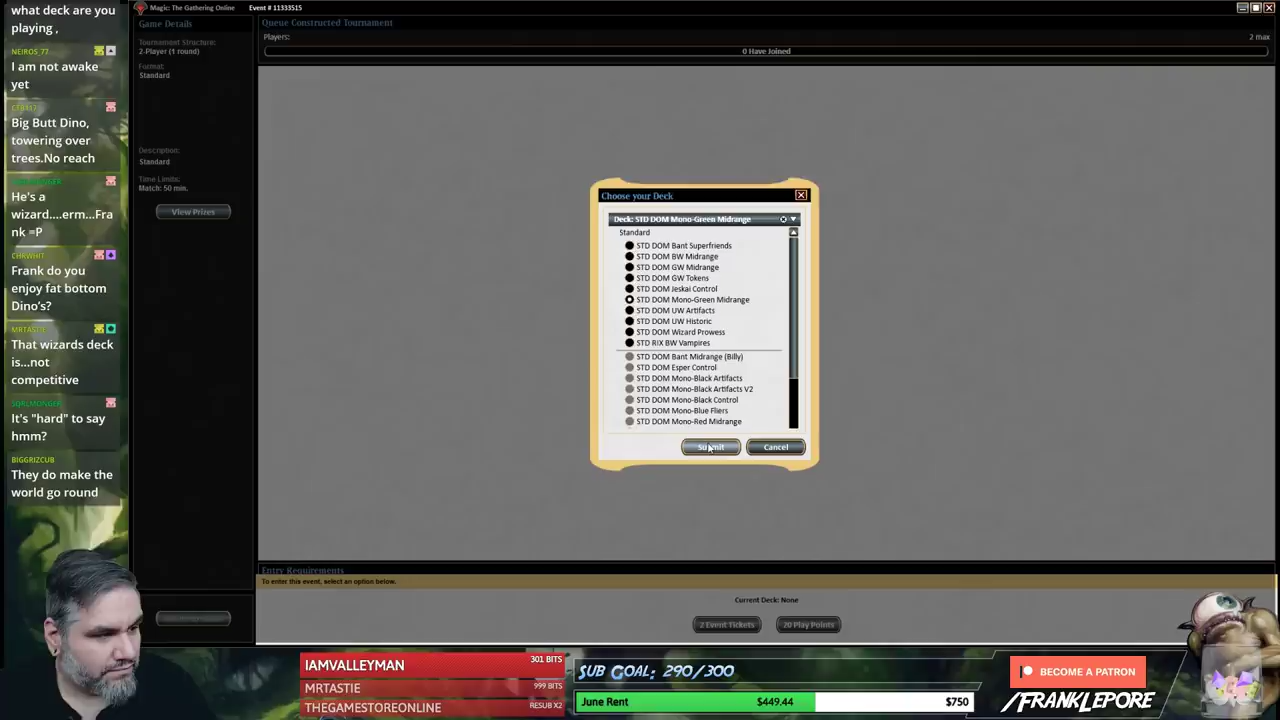 what deck are you
playing ,
NEIROS_77
I am not awake
yet
Big Butt Dino,
towering over
trees.No reach
He's a
wizard....erm...Fra
nk =P
CHRWHIT
Frank do you
enjoy fat bottom
Dino's?
MRTASTIE
That wizards deck
is...not
competitive
SQRLMONGER
It's "hard" to say
hmm?
BIGGRIZCUB
They do make the
world go round
Magic: The Gathering Online
Event # 11333515
Game Details
Tournament Structure:
2-Player (1 round)
Format:
Standard
Description:
Standard
Time Limits:
Match: 50 min.
View Prizes
Queue Constructed Tournament
Players:
2 max
0 Have Joined
Choose your Deck
Deck: STD DOM Mono-Green Midrange
Standard
STD DOM Bant Superfriends
STD DOM BW Midrange
STD DOM GW Midrange
STD DOM GW Tokens
STD DOM Jeskai Control
STD DOM Mono-Green Midrange
STD DOM UW Artifacts
STD DOM UW Historic
STD DOM Wizard Prowess
STD RIX BW Vampires
STD DOM Bant Midrange (Billy)
STD DOM Esper Control
STD DOM Mono-Black Artifacts
STD DOM Mono-Black Artifacts V2
STD DOM Mono-Black Control
STD DOM Mono-Blue Fliers
STD DOM Mono-Red Midrange
Submit
Cancel
Entry Requirements
To enter this event, select an option below.
Current Deck: None
2 Event Tickets
20 Play Points
IAMVALLEYMAN
301 BITS
MRTASTIE
999 BITS
THEGAMESTOREONLINE
RESUB X2
SUB GOAL: 290/300
June Rent
$449.44
$750
BECOME A PATRON
/FRANKLEPORE